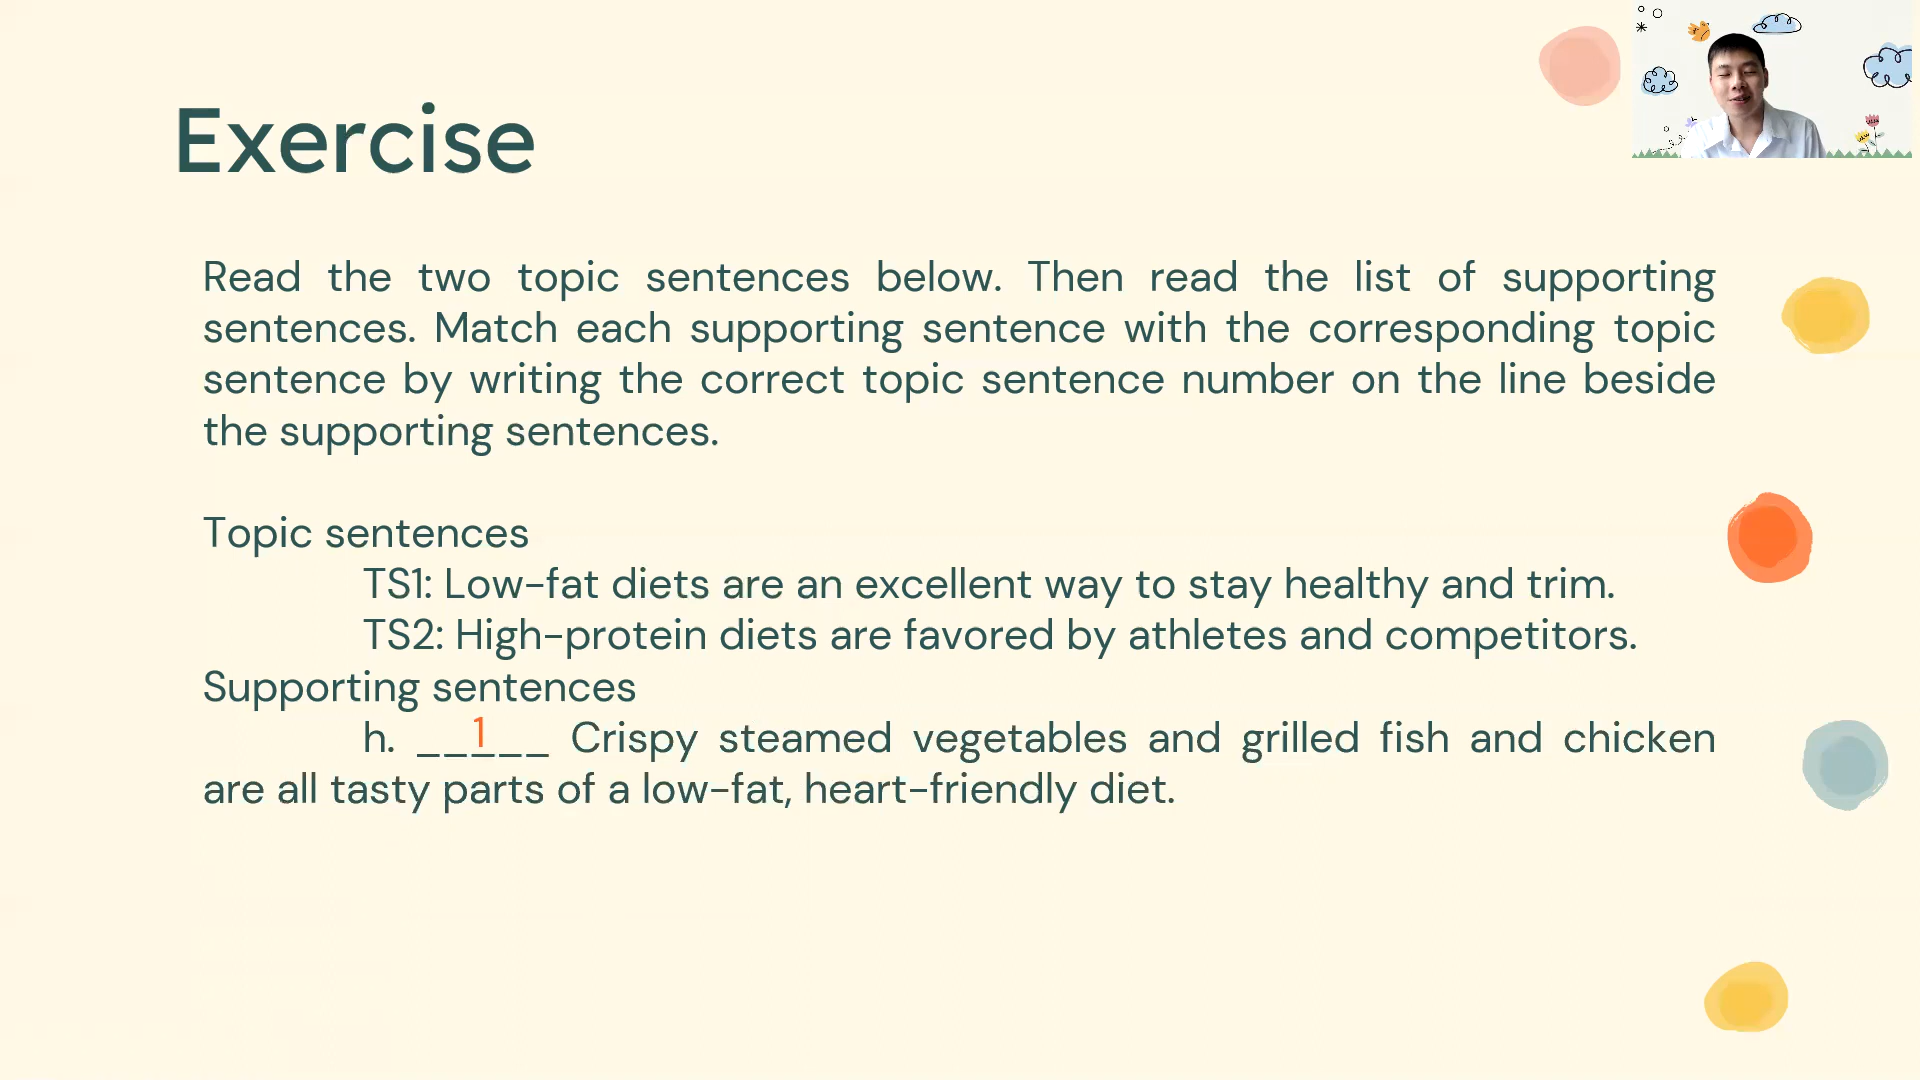 Exercise
Read the two topic sentences below. Then read the list of supporting
sentences. Match each supporting sentence with the corresponding topic
sentence by writing the correct topic sentence number on the line beside
the supporting sentences.
Topic sentences
TS1: Low-fat diets are an excellent way to stay healthy and trim.
TS2: High-protein diets are favored by athletes and competitors.
Supporting sentences
h. __1__ Crispy steamed vegetables and grilled fish and chicken
are all tasty parts of a low-fat, heart-friendly diet.